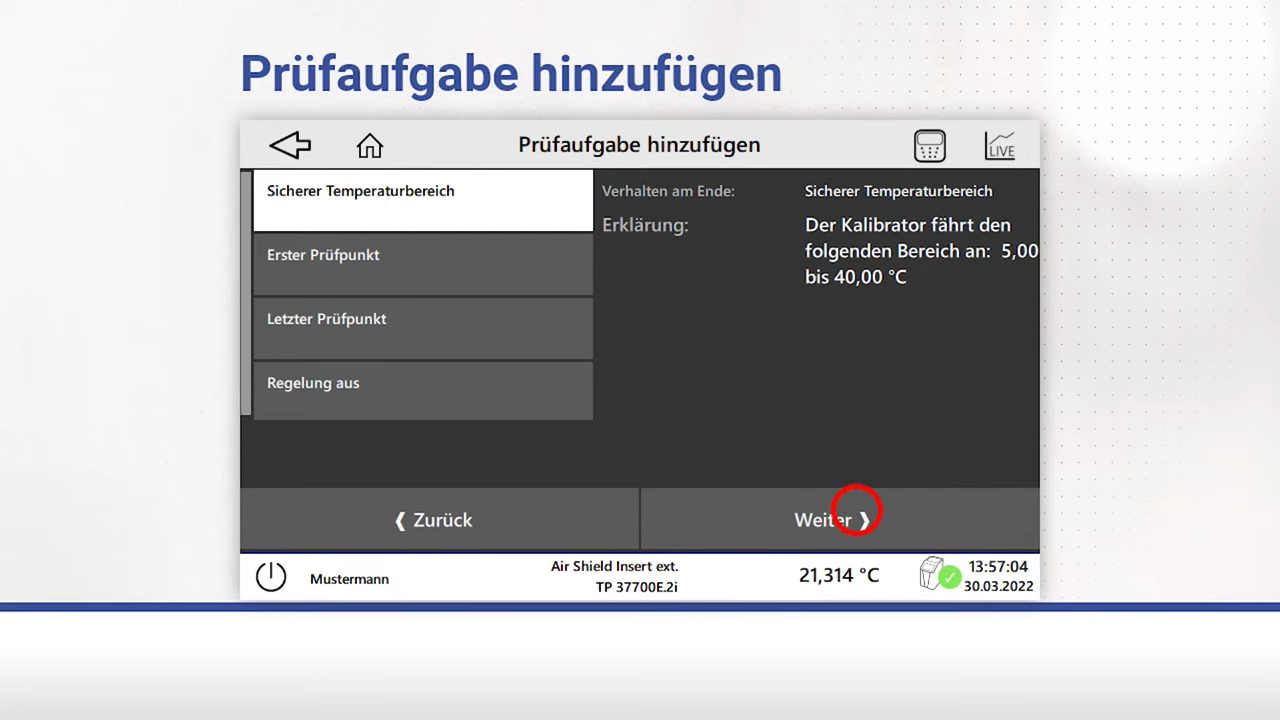 Prüfaufgabe hinzufügen
Prüfaufgabe hinzufügen
LIVE
Sicherer Temperaturbereich
Erster Prüfpunkt
Letzter Prüfpunkt
Regelung aus
Verhalten am Ende: Sicherer Temperaturbereich
Erklärung: Der Kalibrator fährt den
folgenden Bereich an: 5,00
bis 40,00 °C
❰ Zurück
Weiter ❱
Mustermann
Air Shield Insert ext.
TP 37700E.2i
21,314 °C
13:57:04
30.03.2022